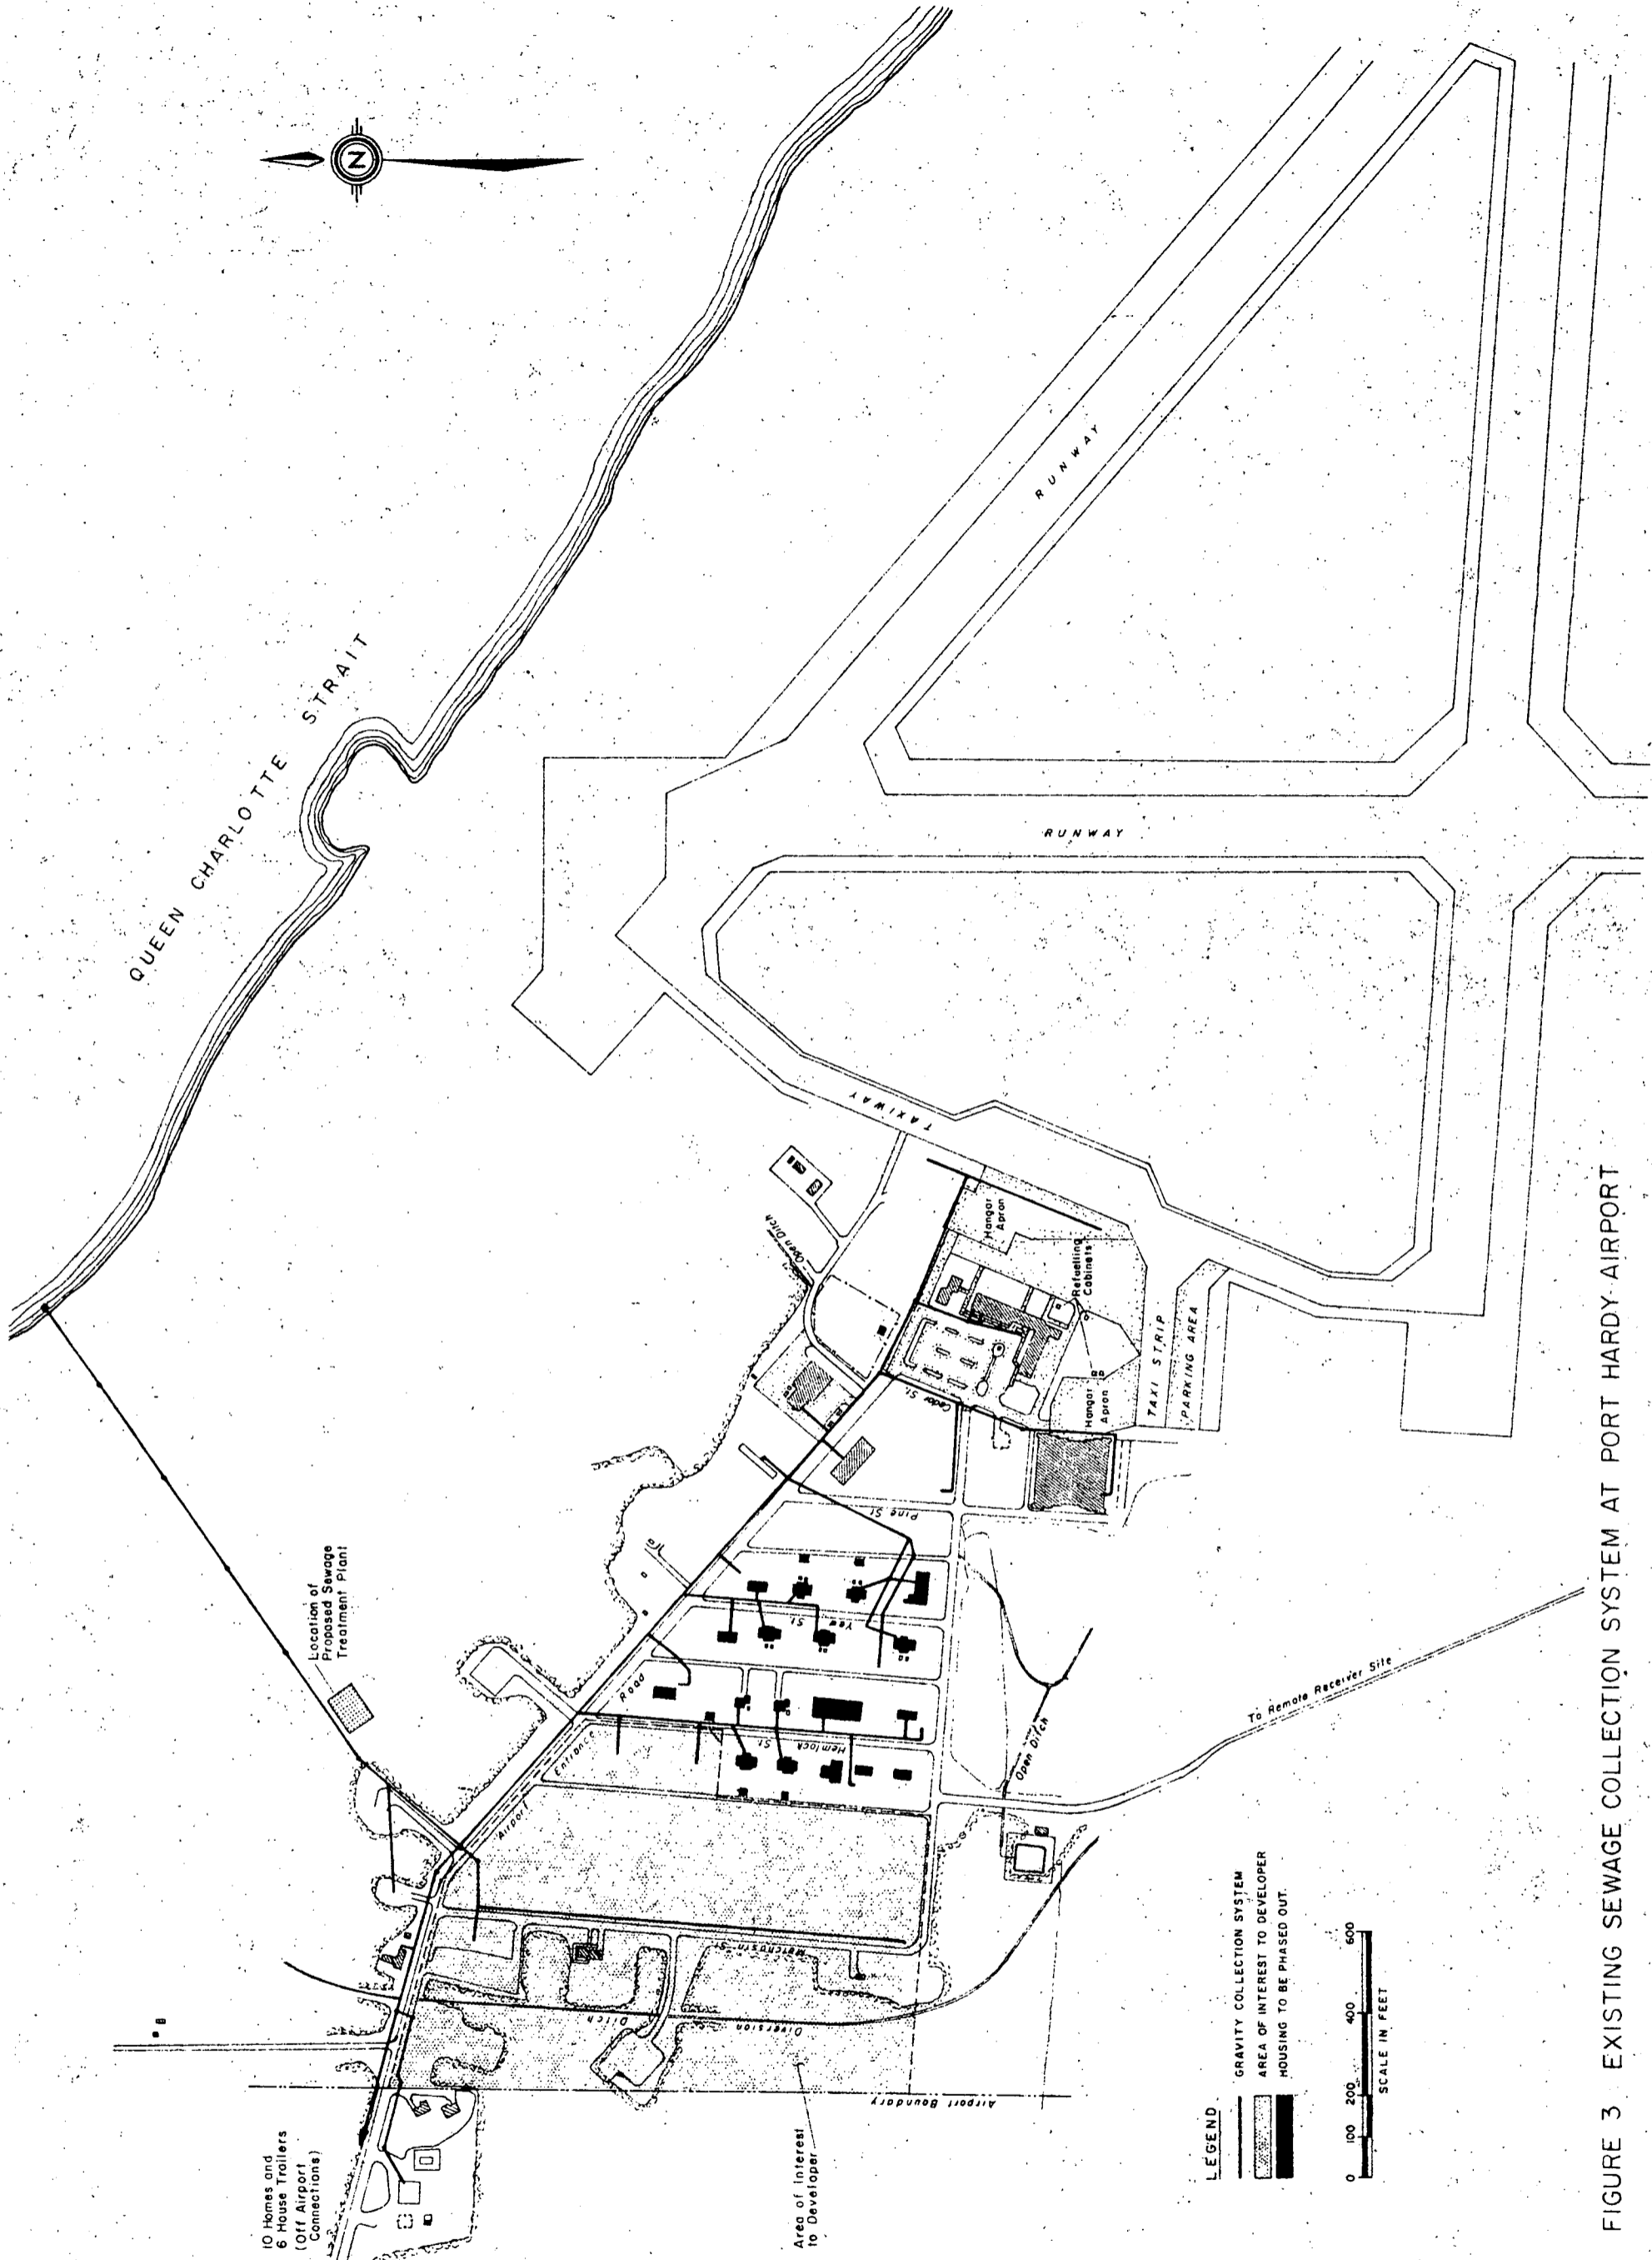 QUEEN CHARLOTTE STRAIT
N
RUNWAY
RUNWAY
TAXIWAY
Open Ditch
Hangar
Apron
Refueling
Cabinets
TAXI STRIP
PARKING AREA
Hangar
Apron
Cedar St.
Pine St.
Yew St.
Hemlock St.
Airport Entrance Road
Location of
Proposed Sewage
Treatment Plant
Open Ditch
To Remote Receiver Site
Diversion Ditch
Airport Boundary
10 Homes and
6 House Trailers
(Off Airport
Connections)
Area of Interest
to Developer
LEGEND
GRAVITY COLLECTION SYSTEM
AREA OF INTEREST TO DEVELOPER
HOUSING TO BE PHASED OUT.
0 100 200 400 600
SCALE IN FEET
FIGURE 3 EXISTING SEWAGE COLLECTION SYSTEM AT PORT HARDY AIRPORT